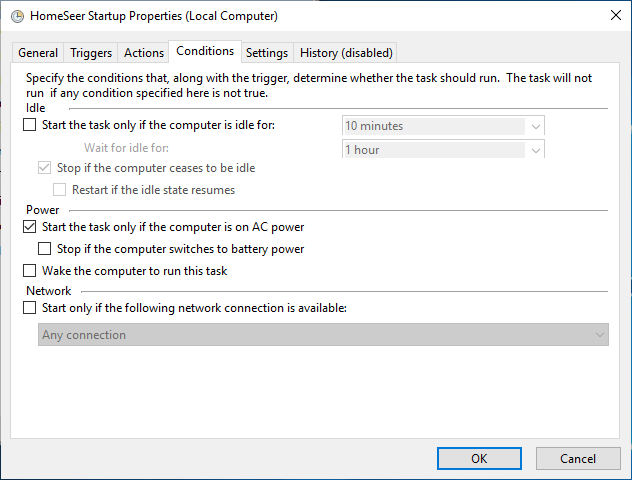 HomeSeer Startup Properties (Local Computer)
General Triggers Actions Conditions Settings History (disabled)
Specify the conditions that, along with the trigger, determine whether the task should run. The task will not
run if any condition specified here is not true.
Idle
Start the task only if the computer is idle for: 10 minutes
Wait for idle for: 1 hour
Stop if the computer ceases to be idle
Restart if the idle state resumes
Power
Start the task only if the computer is on AC power
Stop if the computer switches to battery power
Wake the computer to run this task
Network
Start only if the following network connection is available:
Any connection
OK Cancel